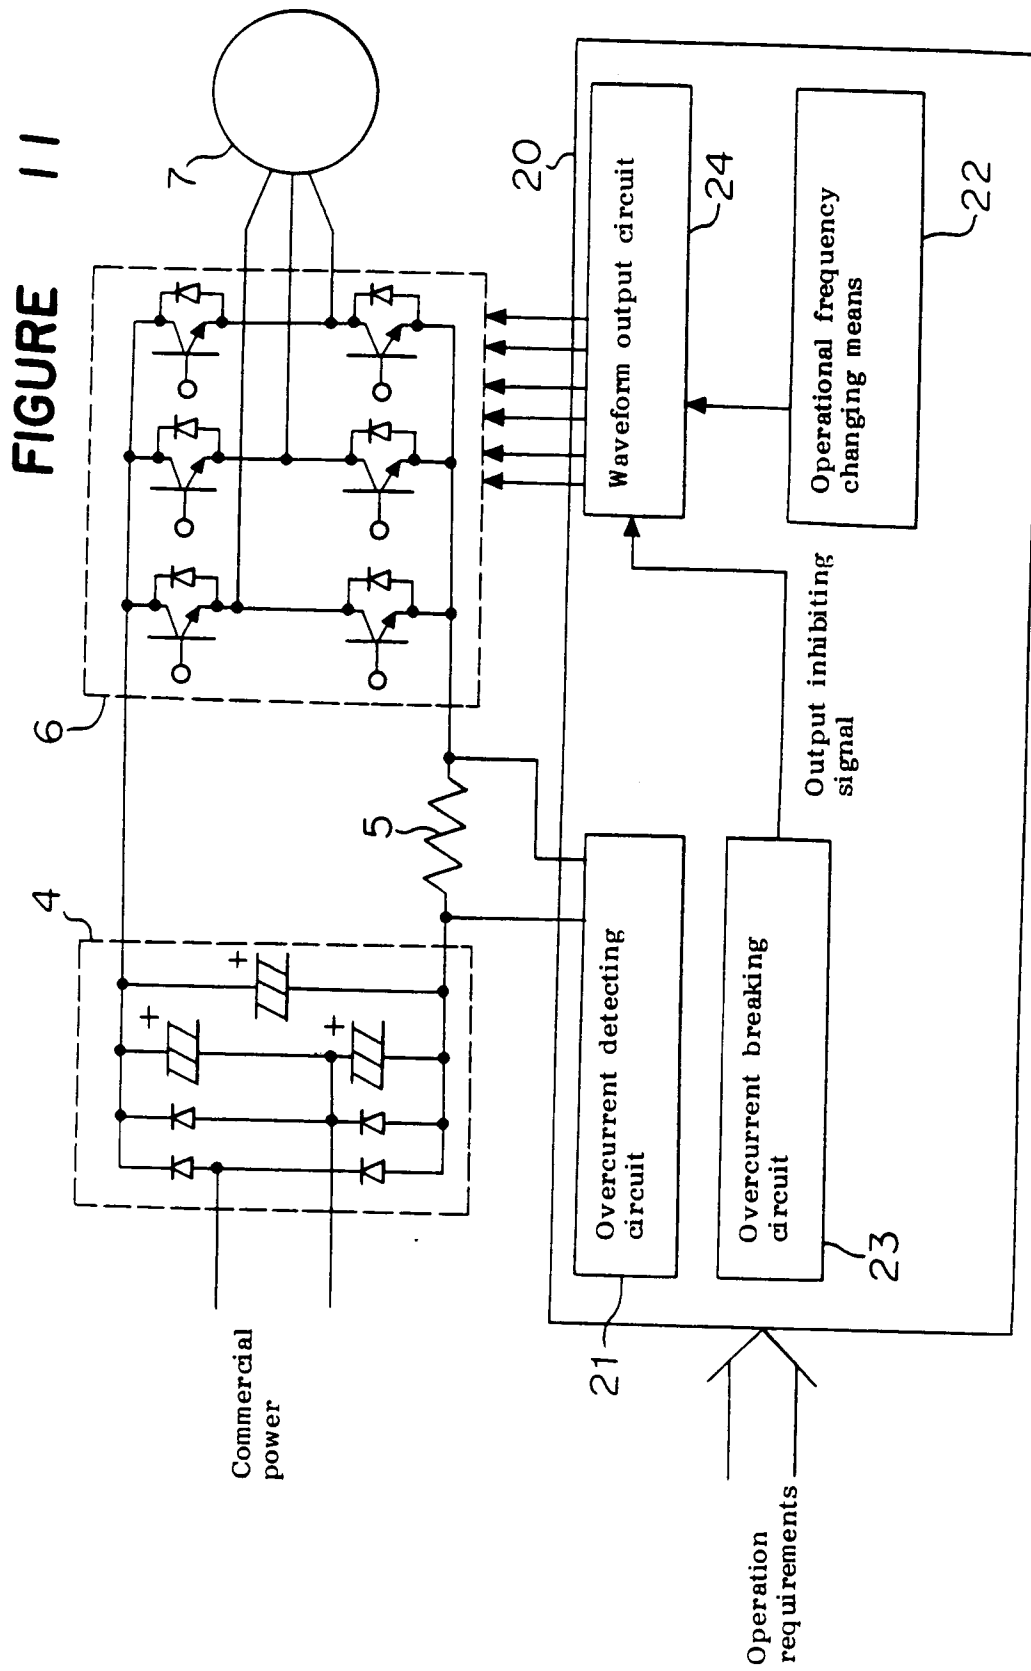 FIGURE 11
4
+
+
+
5
6
7
Commercial
power
20
21
Overcurrent detecting
circuit
Overcurrent breaking
circuit
23
Output inhibiting
signal
Waveform output circuit
24
Operational frequency
changing means
22
Operation
requirements